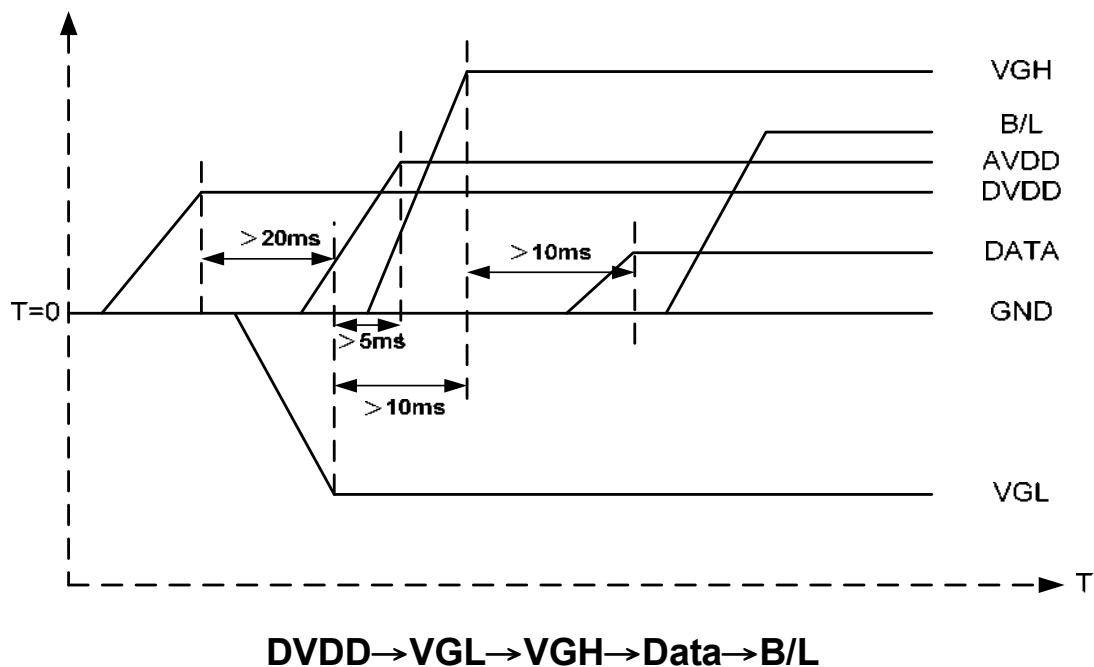 VGH
B/L
AVDD
DVDD
＞20ms
＞10ms
DATA
T=0
GND
＞5ms
＞10ms
VGL
T
DVDD→VGL→VGH→Data→B/L